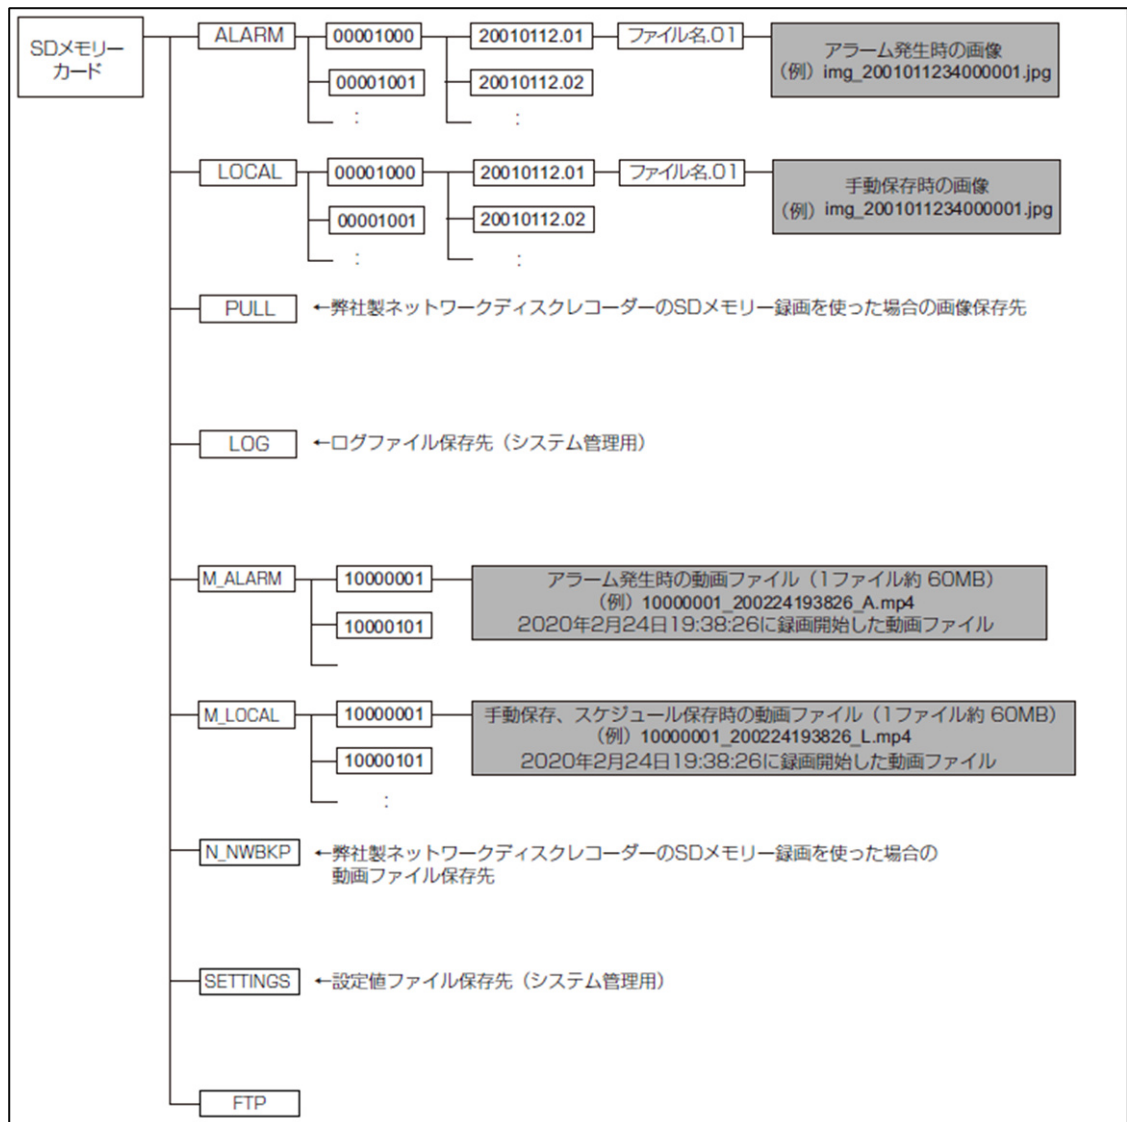 SDメモリー
カード
ALARM
00001000
20010112.01
ファイル名.01
アラーム発生時の画像
（例）img_2001011234000001.jpg
00001001
20010112.02
:
:
LOCAL
00001000
20010112.01
ファイル名.01
手動保存時の画像
（例）img_2001011234000001.jpg
00001001
20010112.02
:
:
PULL
←弊社製ネットワークディスクレコーダーのSDメモリー録画を使った場合の画像保存先
LOG
←ログファイル保存先（システム管理用）
M_ALARM
10000001
アラーム発生時の動画ファイル（1ファイル約 60MB）
（例）10000001_200224193826_A.mp4
2020年2月24日19:38:26に録画開始した動画ファイル
10000101
M_LOCAL
10000001
手動保存、スケジュール保存時の動画ファイル（1ファイル約 60MB）
（例）10000001_200224193826_L.mp4
2020年2月24日19:38:26に録画開始した動画ファイル
10000101
:
N_NWBKP
←弊社製ネットワークディスクレコーダーのSDメモリー録画を使った場合の
動画ファイル保存先
SETTINGS
←設定値ファイル保存先（システム管理用）
FTP